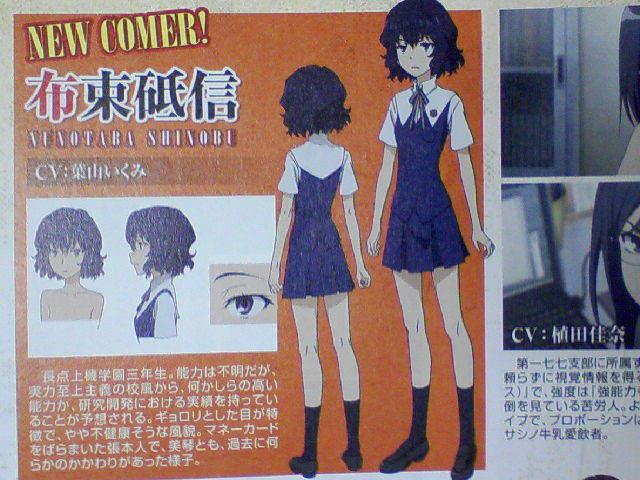 NEW COMER!
布束砥信
NUNOTABA SHINOBU
CV:葉山いくみ
長点上機学園三年生。能力は不明だが、
実力至上主義の校風から、何かしらの高い
能力か、研究開発における実績を持ってい
ることが予想される。ギョロリとした目が特
徴で、やや不健康そうな風貌。マネーカード
をばらまいた張本人で、美琴とも、過去に何
らかのかかわりがあった様子。
CV:植田佳奈
第一七七支部に所属す
頼らずに視覚情報を得る
ス)」で、強度は「強能力
倒を見ている苦労人。よ
イプで、プロポーションは
サシノ牛乳愛飲者。